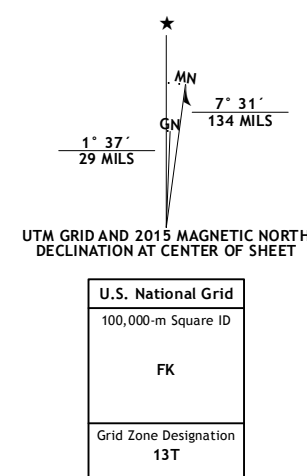 ★
MN
7° 31´
134 MILS
GN
1° 37´
29 MILS
UTM GRID AND 2015 MAGNETIC NORTH
DECLINATION AT CENTER OF SHEET
U.S. National Grid
100,000-m Square ID
FK
Grid Zone Designation
13T